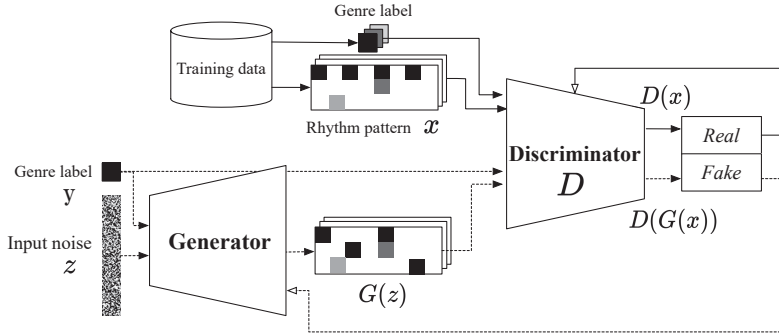 Genre label
Training data
Rhythm pattern x
D(x)
Real
Discriminator
D
Fake
Genre label
y
D(G(x))
Generator
Input noise
z
G(z)